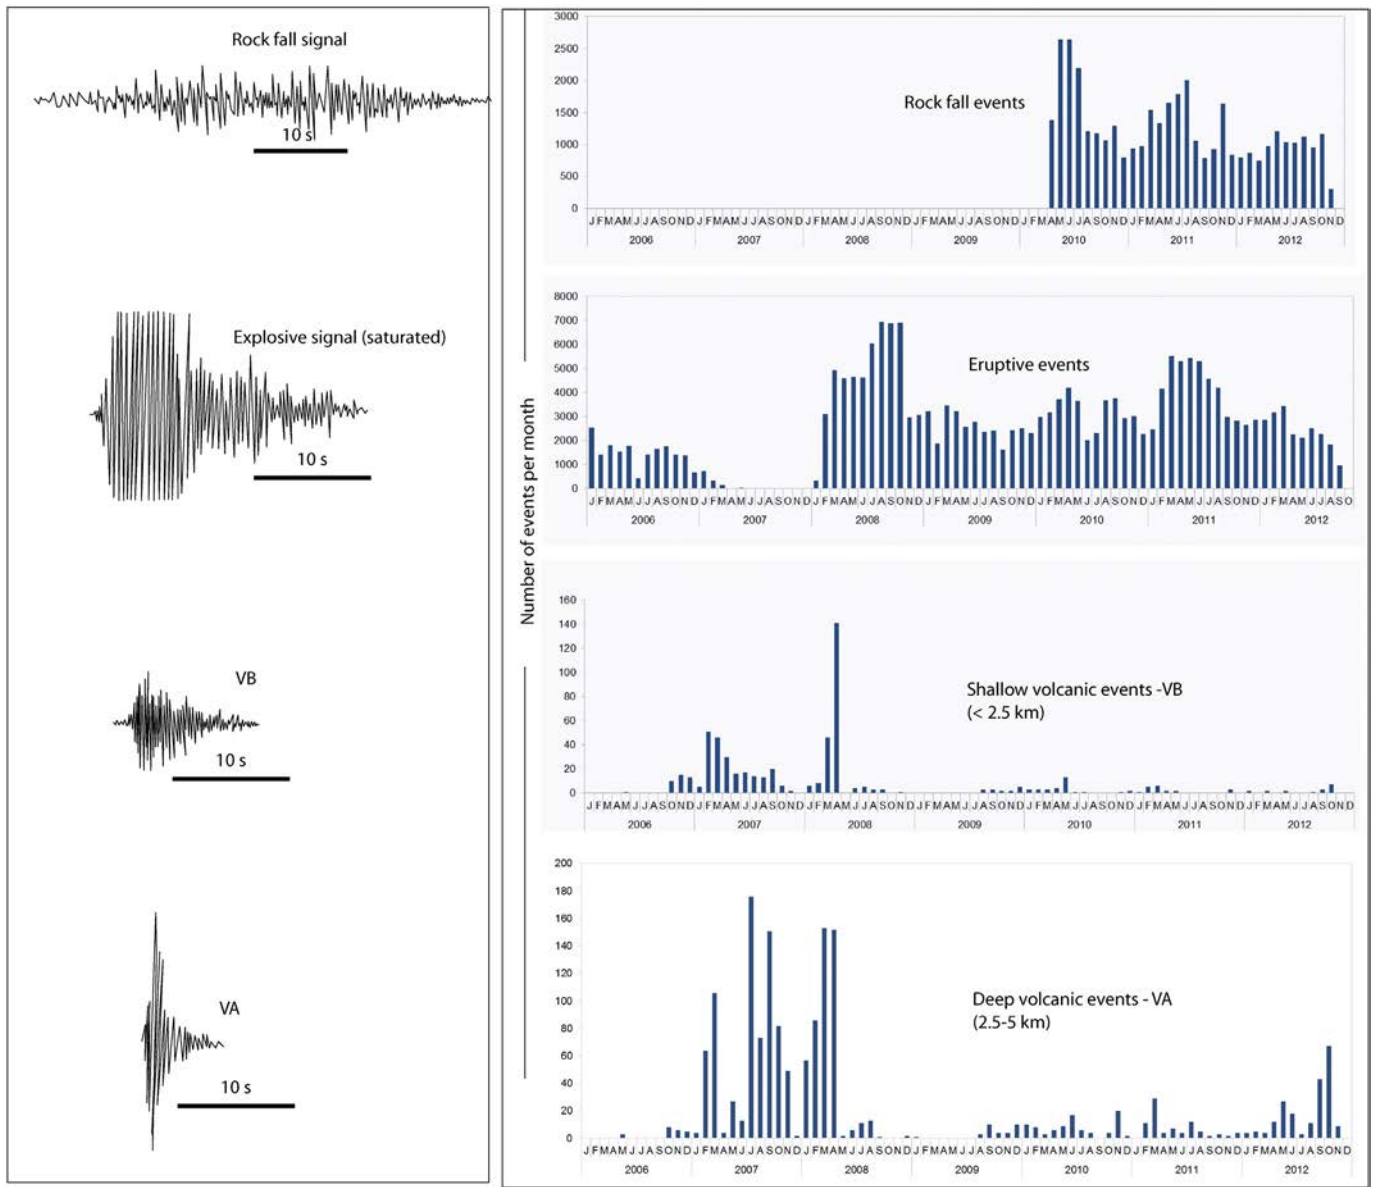 Rock fall signal
10 s
Explosive signal (saturated)
10 s
VB
10 s
VA
10 s
Number of events per month
3000
2500
2000
1500
1000
500
0
Rock fall events
J F M A M J J A S O N D J F M A M J J A S O N D J F M A M J J A S O N D J F M A M J J A S O N D J F M A M J J A S O N D J F M A M J J A S O N D J F M A M J J A S O N D
2006 2007 2008 2009 2010 2011 2012
8000
7000
6000
5000
4000
3000
2000
1000
0
Eruptive events
J F M A M J J A S O N D J F M A M J J A S O N D J F M A M J J A S O N D J F M A M J J A S O N D J F M A M J J A S O N D J F M A M J J A S O N D J F M A M J J A S O
2006 2007 2008 2009 2010 2011 2012
160
140
120
100
80
60
40
20
0
Shallow volcanic events -VB
(< 2.5 km)
J F M A M J J A S O N D J F M A M J J A S O N D J F M A M J J A S O N D J F M A M J J A S O N D J F M A M J J A S O N D J F M A M J J A S O N D J F M A M J J A S O N D
2006 2007 2008 2009 2010 2011 2012
200
180
160
140
120
100
80
60
40
20
0
Deep volcanic events - VA
(2.5-5 km)
J F M A M J J A S O N D J F M A M J J A S O N D J F M A M J J A S O N D J F M A M J J A S O N D J F M A M J J A S O N D J F M A M J J A S O N D J F M A M J J A S O N D
2006 2007 2008 2009 2010 2011 2012